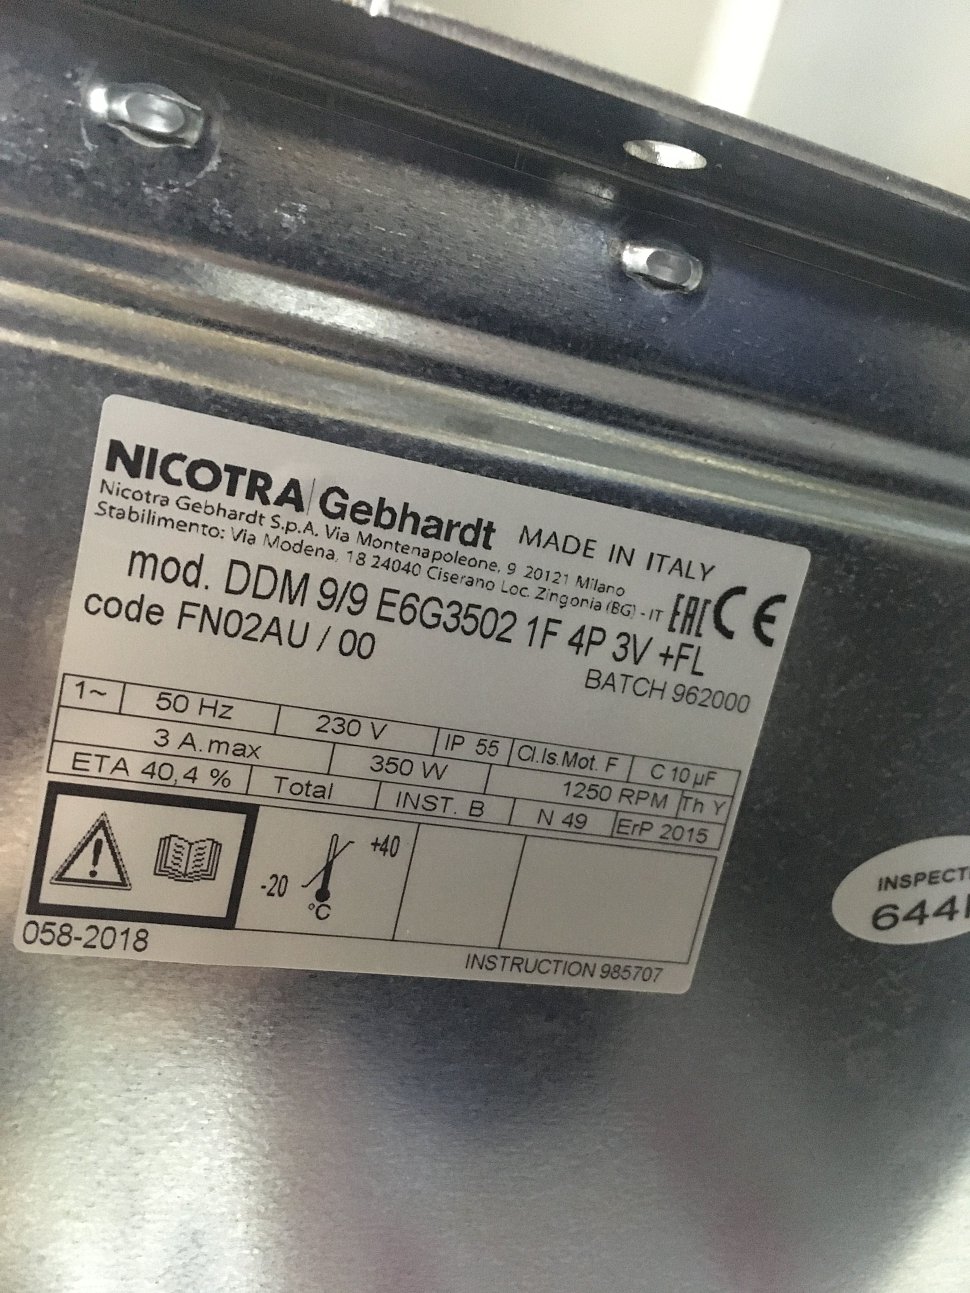 NICOTRA Gebhardt MADE IN ITALY
Nicotra Gebhardt S.p.A. Via Montenapoleone, 9 20121 Milano
Stabilimento: Via Modena, 18 24040 Ciserano Loc. Zingonia (BG) - IT
EAC CE
mod. DDM 9/9 E6G3502 1F 4P 3V +FL
code FN02AU / 00
BATCH 962000
1~ 50 Hz 230 V IP 55 Cl.Is.Mot. F C 10 µF
3 A.max 350 W 1250 RPM Th Y
ETA 40,4 % Total INST. B N 49 ErP 2015
-20 +40
°C
058-2018
INSTRUCTION 985707
644